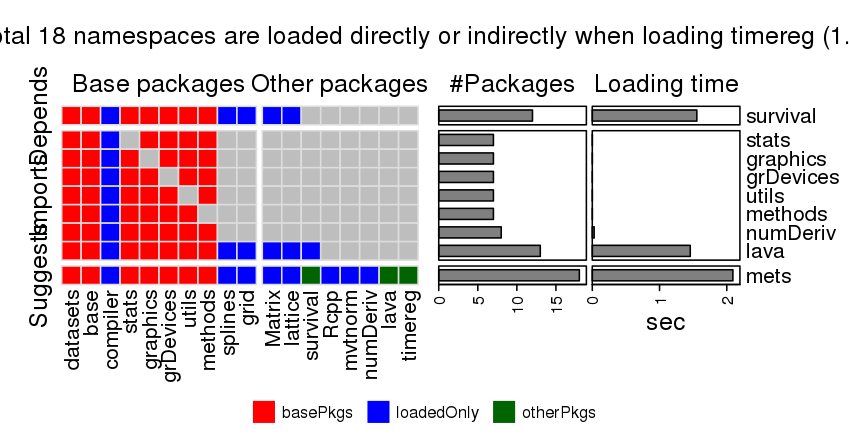 otal 18 namespaces are loaded directly or indirectly when loading timereg (1.
Base packages Other packages #Packages Loading time
Depends
Imports
Suggests
survival
stats
graphics
grDevices
utils
methods
numDeriv
lava
mets
datasets
base
compiler
stats
graphics
grDevices
utils
methods
splines
grid
Matrix
lattice
survival
Rcpp
mvtnorm
numDeriv
lava
timereg
0 5 10 15
0 1 2
sec
basePkgs loadedOnly otherPkgs